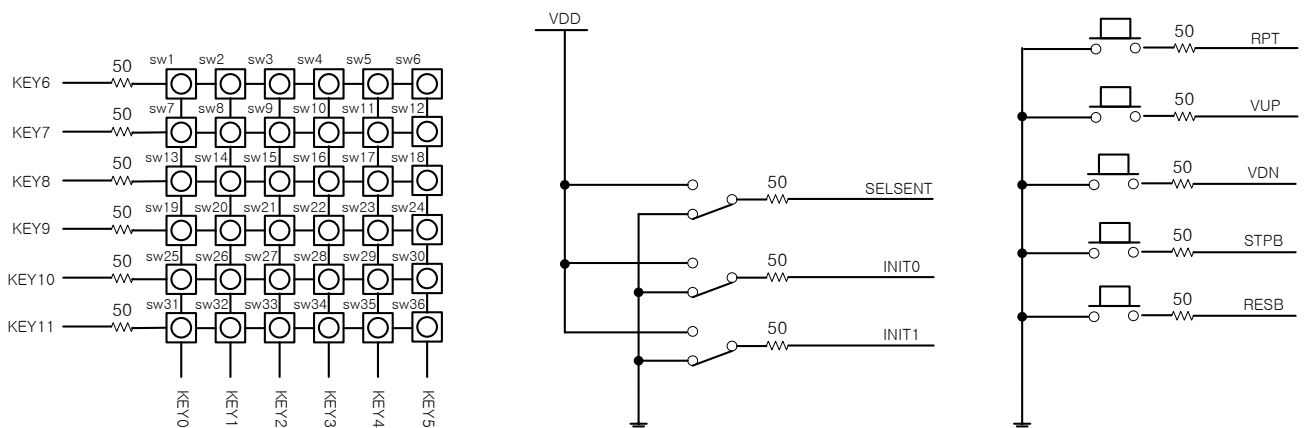 50 sw1 sw2 sw3 sw4 sw5 sw6
KEY6
50 sw7 sw8 sw9 sw10 sw11 sw12
KEY7
50 sw13 sw14 sw15 sw16 sw17 sw18
KEY8
50 sw19 sw20 sw21 sw22 sw23 sw24
KEY9
50 sw25 sw26 sw27 sw28 sw29 sw30
KEY10
50 sw31 sw32 sw33 sw34 sw35 sw36
KEY11
KEY0 KEY1 KEY2 KEY3 KEY4 KEY5
VDD
50 SELSENT
50 INIT0
50 INIT1
50 RPT
50 VUP
50 VDN
50 STPB
50 RESB